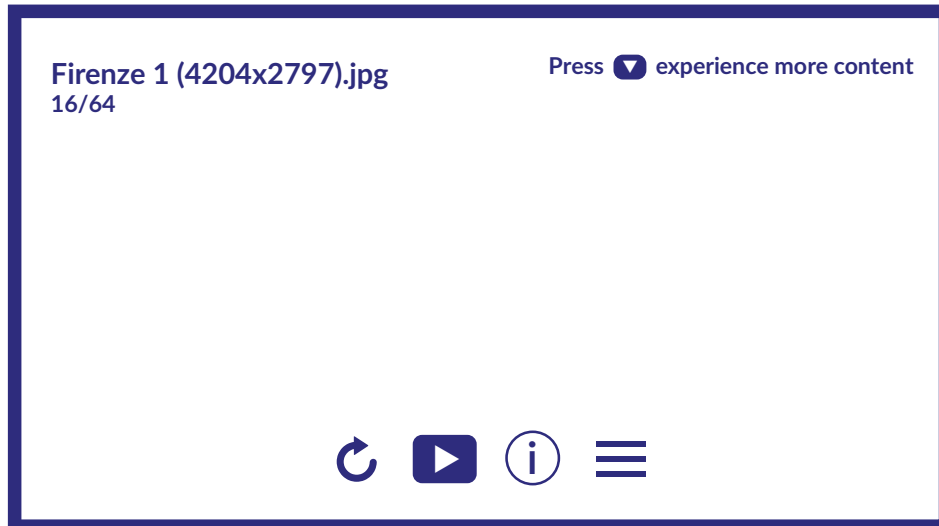 Firenze 1 (4204x2797).jpg
16/64
Press ▼ experience more content
i